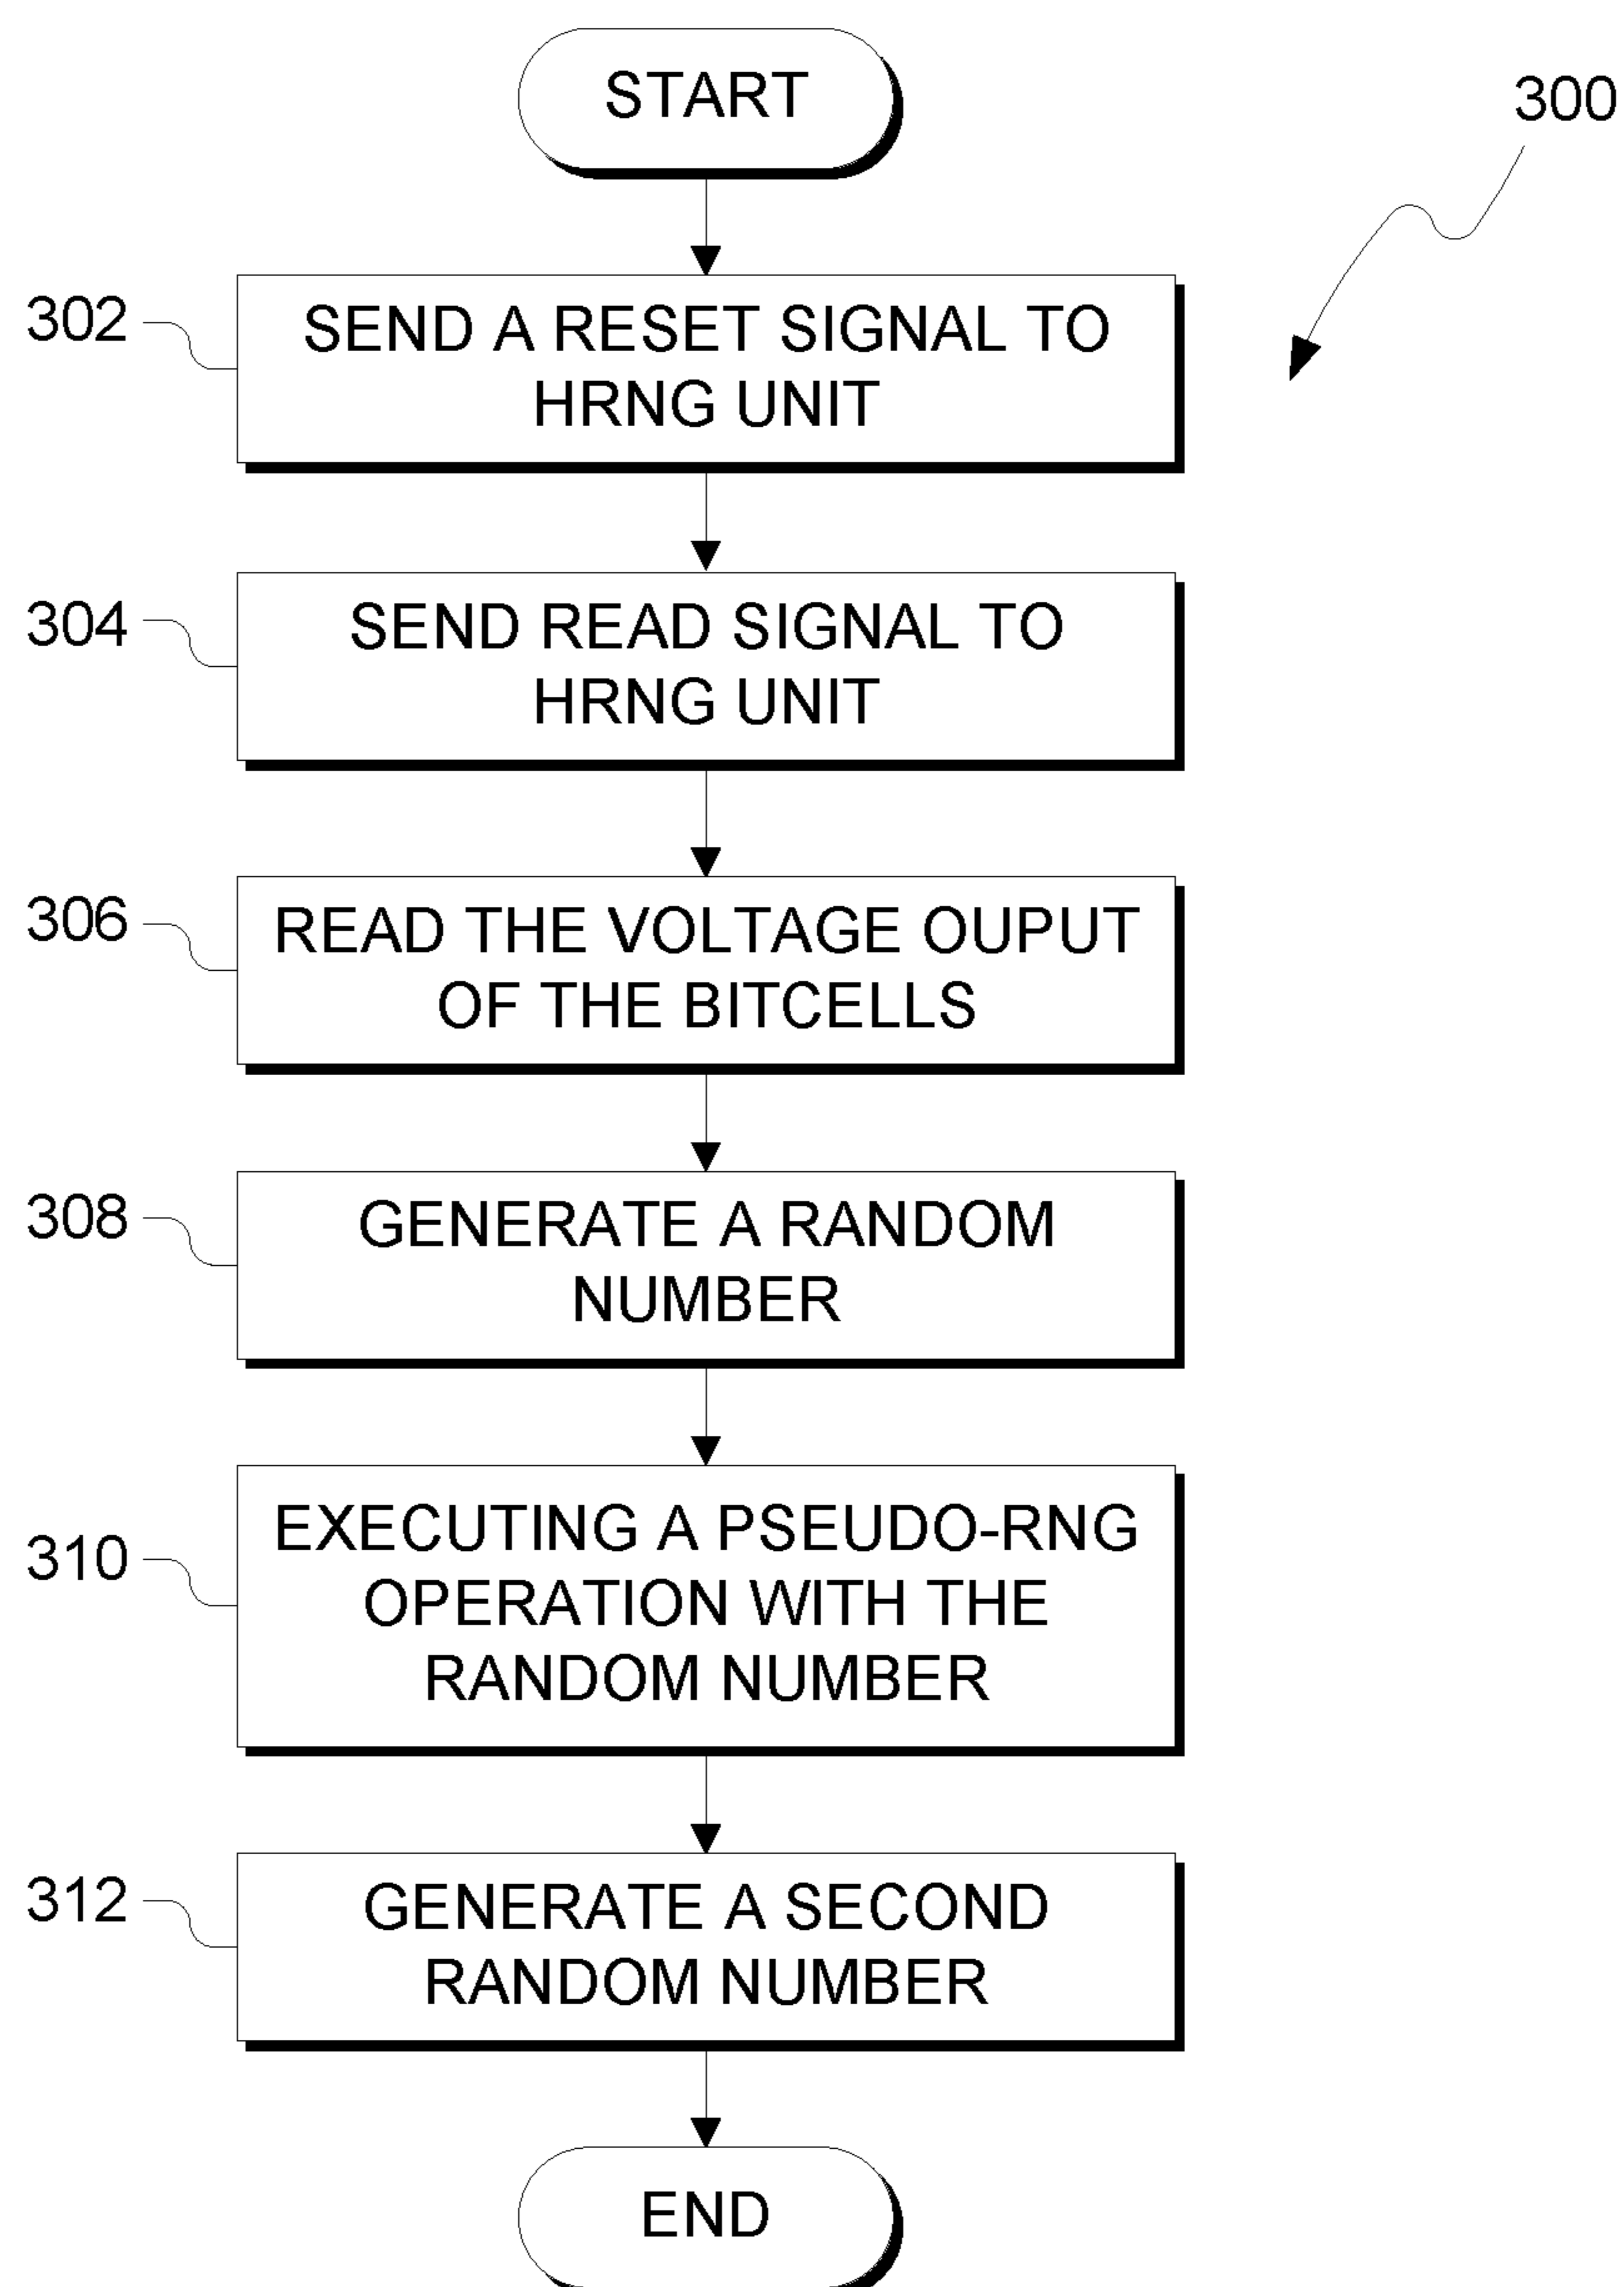 START
300
302
SEND A RESET SIGNAL TO
HRNG UNIT
304
SEND READ SIGNAL TO
HRNG UNIT
306
READ THE VOLTAGE OUPUT
OF THE BITCELLS
308
GENERATE A RANDOM
NUMBER
310
EXECUTING A PSEUDO-RNG
OPERATION WITH THE
RANDOM NUMBER
312
GENERATE A SECOND
RANDOM NUMBER
END